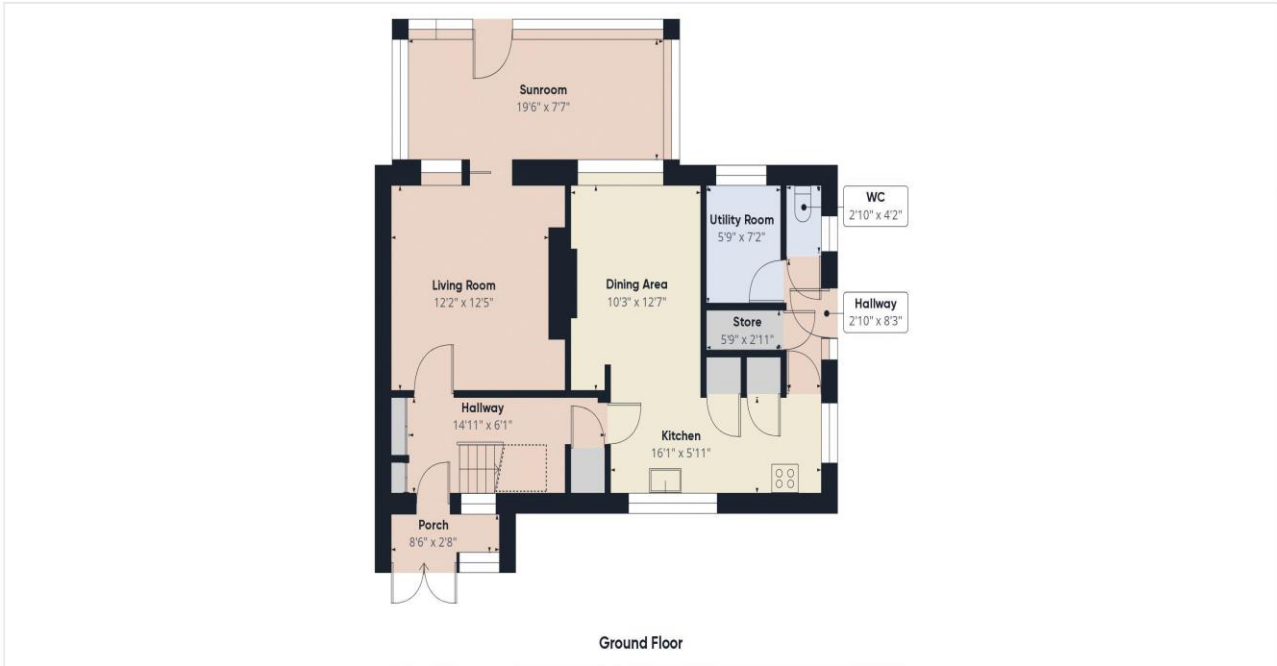 Sunroom
19'6" x 7'7"
WC
2'10" x 4'2"
Utility Room
5'9" x 7'2"
Living Room
12'2" x 12'5"
Dining Area
10'3" x 12'7"
Hallway
2'10" x 8'3"
Store
5'9" x 2'11"
Hallway
14'11" x 6'1"
Kitchen
16'1" x 5'11"
Porch
8'6" x 2'8"
Ground Floor